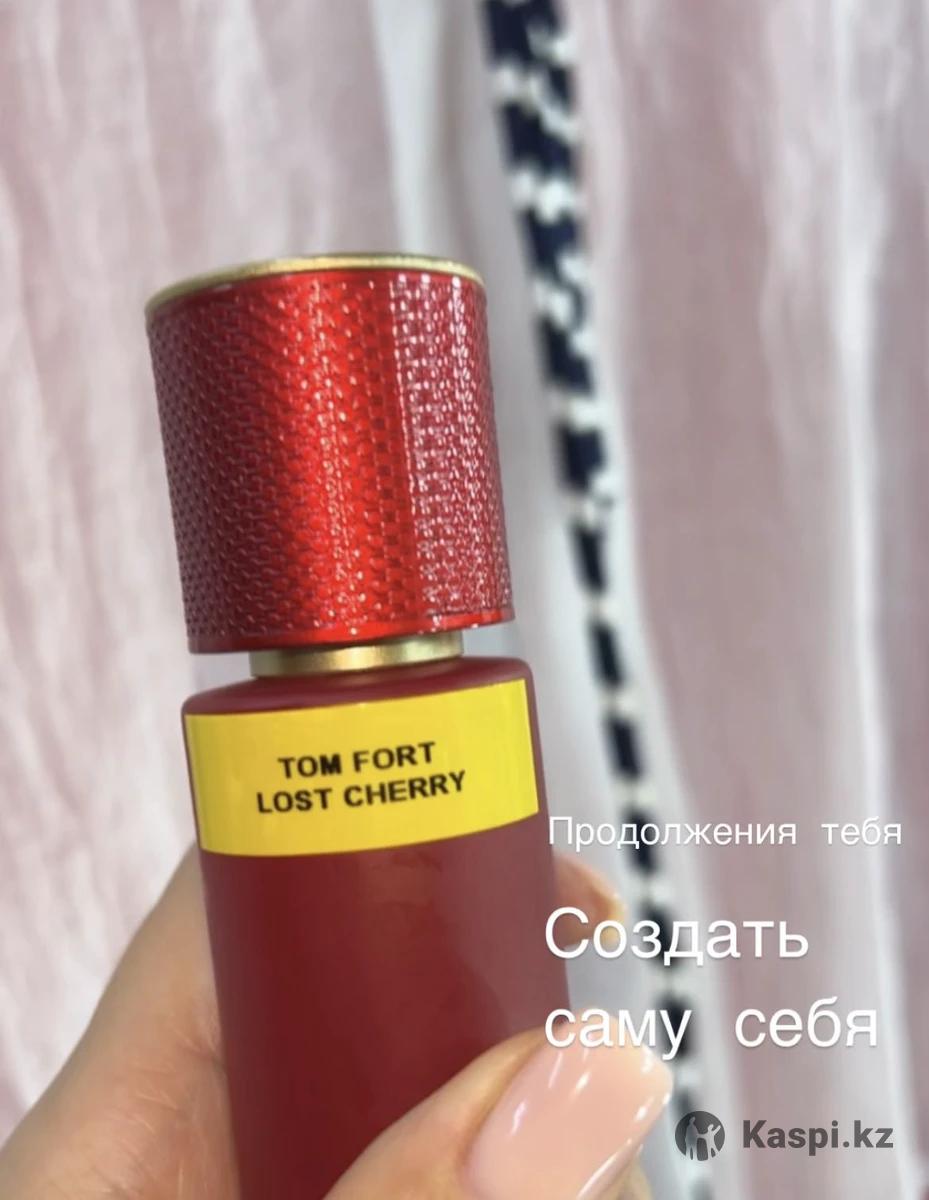 TOM FORT
LOST CHERRY
Продолжения тебя
Создать
саму себя
Kaspi.kz